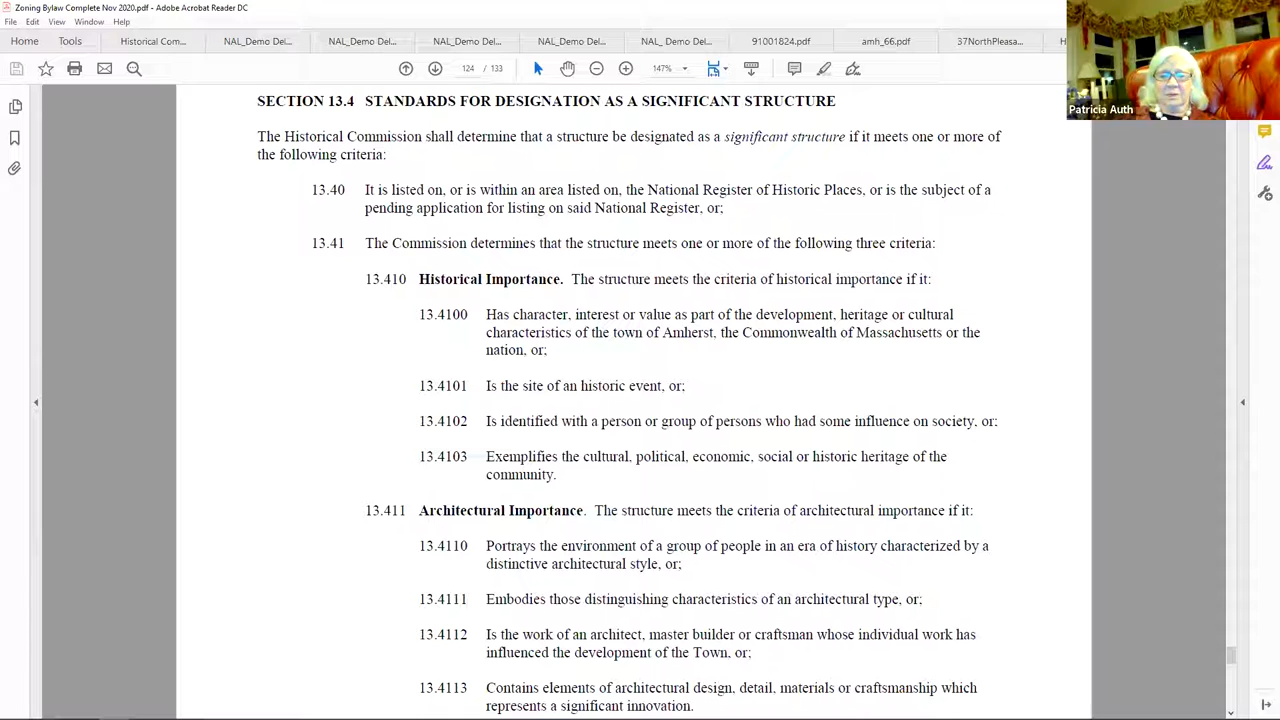 Zoning Bylaw Complete Nov 2020.pdf - Adobe Acrobat Reader DC
File Edit View Window Help
Home Tools Historical Com... NAL_Demo Del... NAL_Demo Del... NAL_Demo Del... NAL_Demo Del... NAL_ Demo Del... 91001824.pdf amh_66.pdf 37NorthPleasa...
124 / 133 147%
Patricia Auth
SECTION 13.4 STANDARDS FOR DESIGNATION AS A SIGNIFICANT STRUCTURE
The Historical Commission shall determine that a structure be designated as a significant structure if it meets one or more of
the following criteria:
13.40 It is listed on, or is within an area listed on, the National Register of Historic Places, or is the subject of a
pending application for listing on said National Register, or;
13.41 The Commission determines that the structure meets one or more of the following three criteria:
13.410 Historical Importance. The structure meets the criteria of historical importance if it:
13.4100 Has character, interest or value as part of the development, heritage or cultural
characteristics of the town of Amherst, the Commonwealth of Massachusetts or the
nation, or;
13.4101 Is the site of an historic event, or;
13.4102 Is identified with a person or group of persons who had some influence on society, or:
13.4103 Exemplifies the cultural, political, economic, social or historic heritage of the
community.
13.411 Architectural Importance. The structure meets the criteria of architectural importance if it:
13.4110 Portrays the environment of a group of people in an era of history characterized by a
distinctive architectural style, or;
13.4111 Embodies those distinguishing characteristics of an architectural type, or;
13.4112 Is the work of an architect, master builder or craftsman whose individual work has
influenced the development of the Town, or;
13.4113 Contains elements of architectural design, detail, materials or craftsmanship which
represents a significant innovation.